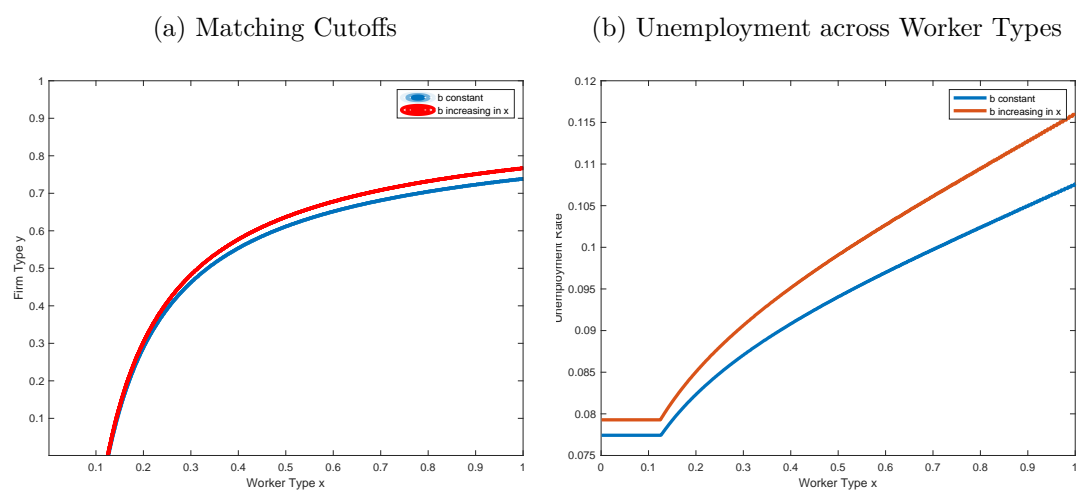 (a) Matching Cutoffs
1
0.9
0.8
0.7
0.6
0.5
0.4
0.3
0.2
0.1
Firm Type y
b constant
b increasing in x
0.1 0.2 0.3 0.4 0.5 0.6 0.7 0.8 0.9 1
Worker Type x
(b) Unemployment across Worker Types
0.12
0.115
0.11
0.105
0.1
0.095
0.09
0.085
0.08
0.075
Unemployment Rate
b constant
b increasing in x
0 0.1 0.2 0.3 0.4 0.5 0.6 0.7 0.8 0.9 1
Worker Type x